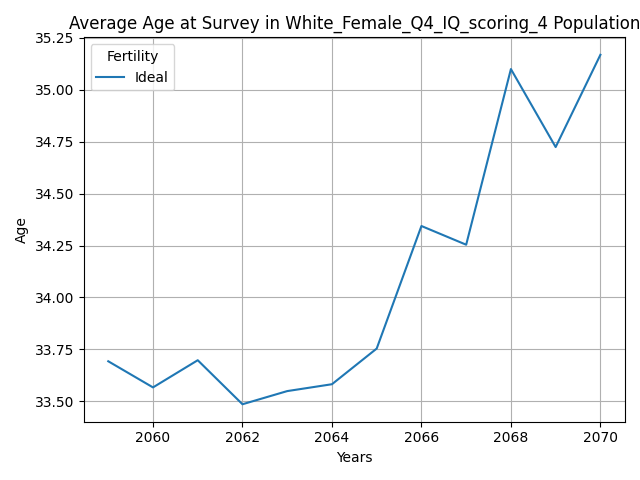 Average Age at Survey in White_Female_Q4_IQ_scoring_4 Population
Fertility
Ideal
35.25
35.00
34.75
34.50
34.25
34.00
33.75
33.50
Age
2060 2062 2064 2066 2068 2070
Years